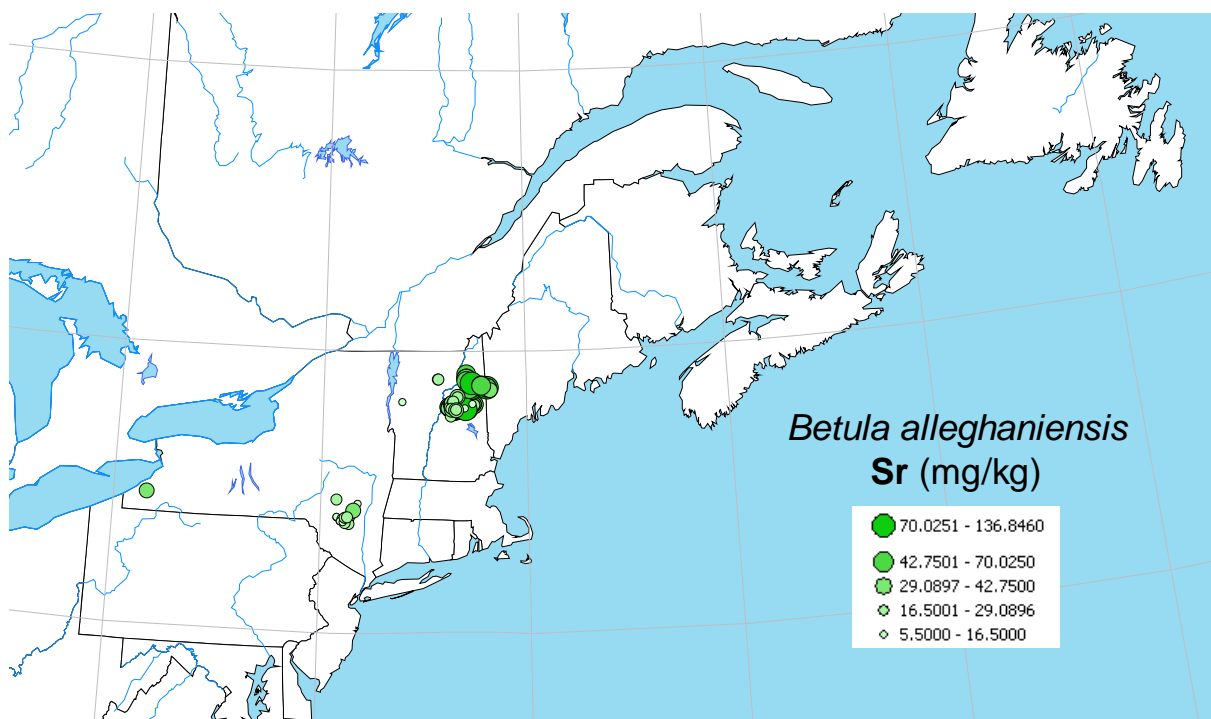 Betula alleghaniensis
Sr (mg/kg)
70.0251 - 136.8460
42.7501 - 70.0250
29.0897 - 42.7500
16.5001 - 29.0896
5.5000 - 16.5000